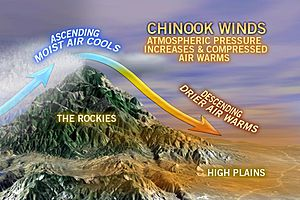 ASCENDING
MOIST AIR COOLS
CHINOOK WINDS
ATMOSPHERIC PRESSURE
INCREASES & COMPRESSED
AIR WARMS
DESCENDING
DRIER AIR WARMS
THE ROCKIES
HIGH PLAINS